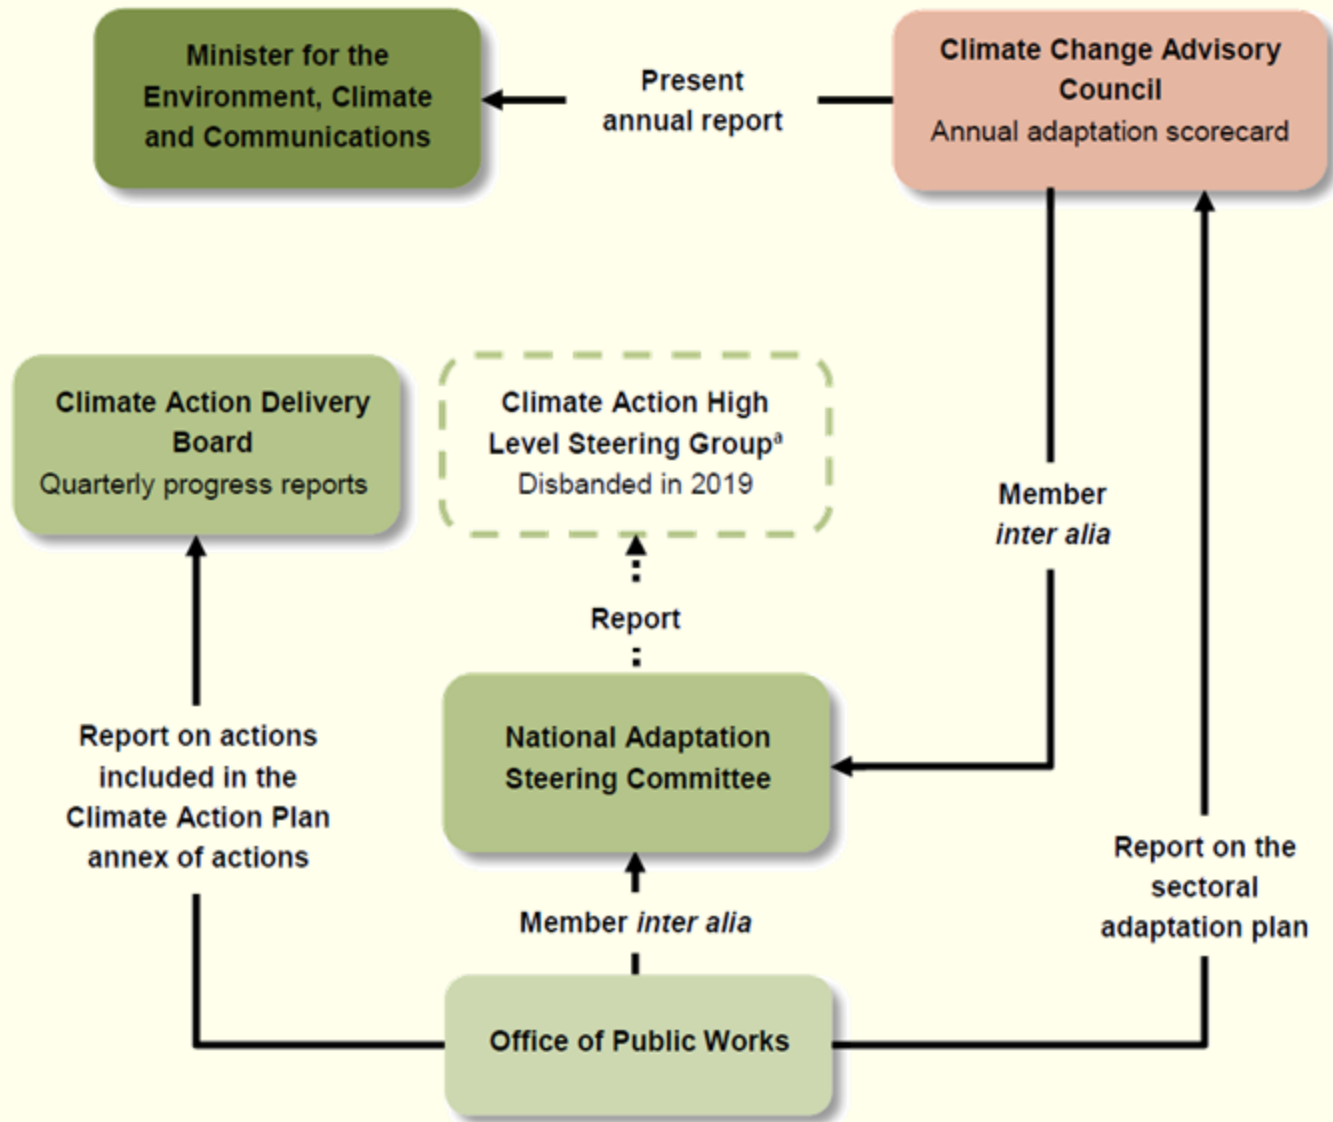 Minister for the
Environment, Climate
and Communications
Present
annual report
Climate Change Advisory
Council
Annual adaptation scorecard
Climate Action Delivery
Board
Quarterly progress reports
Climate Action High
Level Steering Groupᵃ
Disbanded in 2019
Member
inter alia
Report
National Adaptation
Steering Committee
Report on actions
included in the
Climate Action Plan
annex of actions
Report on the
sectoral
adaptation plan
Member inter alia
Office of Public Works